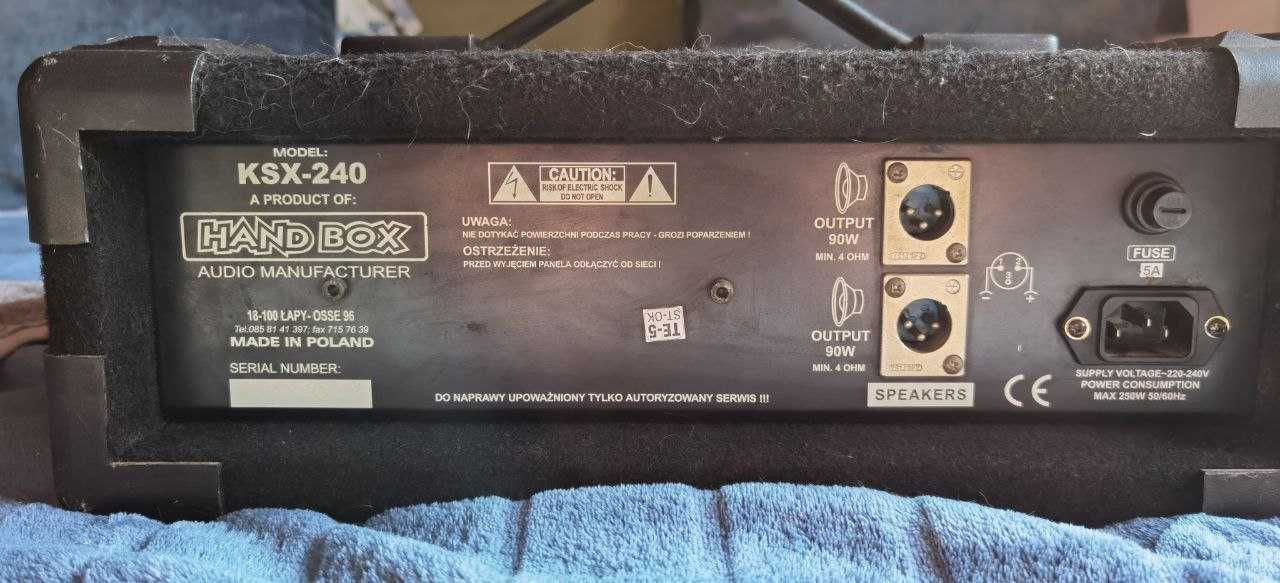 MODEL:
KSX-240
A PRODUCT OF:
HAND BOX
AUDIO MANUFACTURER
18-100 ŁAPY- OSSE 96
Tel.085 81 41 397; fax 715 76 39
MADE IN POLAND
SERIAL NUMBER:
CAUTION:
RISK OF ELECTRIC SHOCK
DO NOT OPEN
UWAGA:
NIE DOTYKAĆ POWIERZCHNI PODCZAS PRACY - GROZI POPARZENIEM !
OSTRZEŻENIE:
PRZED WYJĘCIEM PANELA ODŁĄCZYĆ OD SIECI !
TE-5
ST-OK
DO NAPRAWY UPOWAŻNIONY TYLKO AUTORYZOWANY SERWIS !!!
OUTPUT
90W
MIN. 4 OHM
OUTPUT
90W
MIN. 4 OHM
SPEAKERS
1 2
3
- +
CE
FUSE
5A
SUPPLY VOLTAGE~220-240V
POWER CONSUMPTION
MAX 250W 50/60Hz